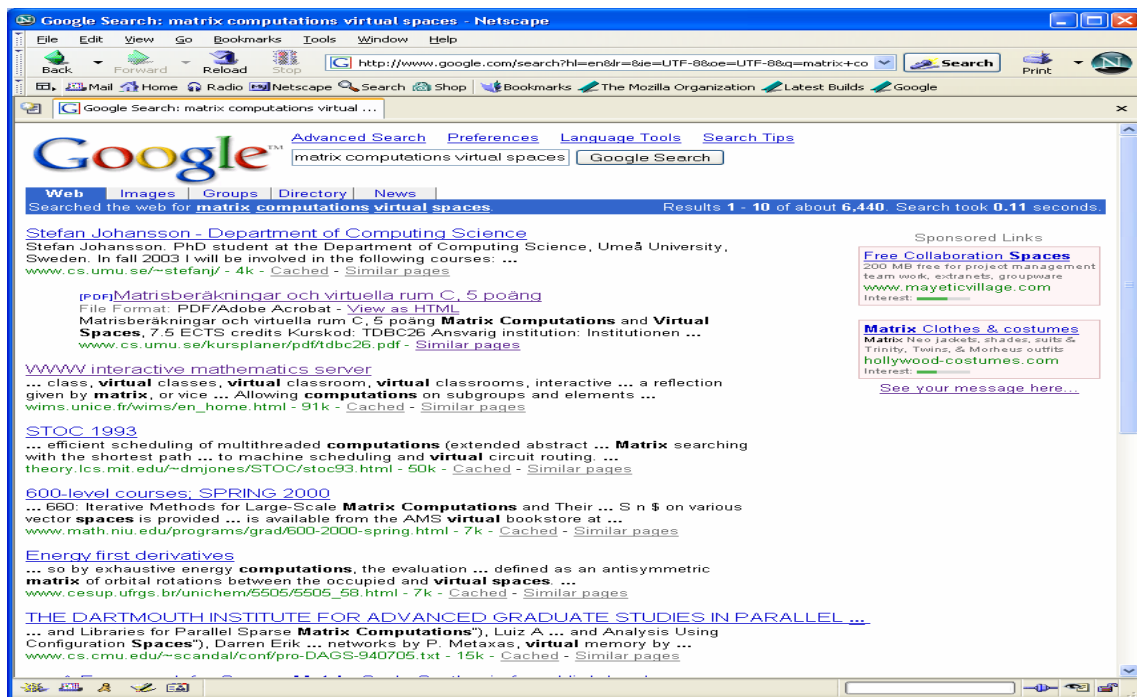 Google Search: matrix computations virtual spaces - Netscape
File Edit View Go Bookmarks Tools Window Help
Back Forward Reload Stop http://www.google.com/search?hl=en&lr=&ie=UTF-8&oe=UTF-8&q=matrix+co Search Print N
Mail Home Radio Netscape Search Shop Bookmarks The Mozilla Organization Latest Builds Google
Google Search: matrix computations virtual ...
Google™
Advanced Search Preferences Language Tools Search Tips
matrix computations virtual spaces Google Search
Web Images Groups Directory News
Searched the web for matrix computations virtual spaces. Results 1 - 10 of about 6,440. Search took 0.11 seconds.
Stefan Johansson - Department of Computing Science
Stefan Johansson. PhD student at the Department of Computing Science, Umeå University,
Sweden. In fall 2003 I will be involved in the following courses: ...
www.cs.umu.se/~stefanj/ - 4k - Cached - Similar pages
[PDF]Matrisberäkningar och virtuella rum C, 5 poäng
File Format: PDF/Adobe Acrobat - View as HTML
Matrisberäkningar och virtuella rum C, 5 poäng Matrix Computations and Virtual
Spaces, 7.5 ECTS credits Kurskod: TDBC26 Ansvarig institution: Institutionen ...
www.cs.umu.se/kursplaner/pdf/tdbc26.pdf - Similar pages
WWW interactive mathematics server
... class, virtual classes, virtual classroom, virtual classrooms, interactive ... a reflection
given by matrix, or vice ... Allowing computations on subgroups and elements ...
wims.unice.fr/wims/en_home.html - 91k - Cached - Similar pages
STOC 1993
... efficient scheduling of multithreaded computations (extended abstract ... Matrix searching
with the shortest path ... to machine scheduling and virtual circuit routing. ...
theory.lcs.mit.edu/~dmjones/STOC/stoc93.html - 50k - Cached - Similar pages
600-level courses; SPRING 2000
... 660: Iterative Methods for Large-Scale Matrix Computations and Their ... S n $ on various
vector spaces is provided ... is available from the AMS virtual bookstore at ...
www.math.niu.edu/programs/grad/600-2000-spring.html - 7k - Cached - Similar pages
Energy first derivatives
... so by exhaustive energy computations, the evaluation ... defined as an antisymmetric
matrix of orbital rotations between the occupied and virtual spaces. ...
www.cesup.ufrgs.br/unichem/5505/5505_58.html - 7k - Cached - Similar pages
THE DARTMOUTH INSTITUTE FOR ADVANCED GRADUATE STUDIES IN PARALLEL ...
... and Libraries for Parallel Sparse Matrix Computations"), Luiz A ... and Analysis Using
Configuration Spaces"), Darren Erik ... networks by P. Metaxas, virtual memory by ...
www.cs.cmu.edu/~scandal/conf/pro-DAGS-940705.txt - 15k - Cached - Similar pages
Sponsored Links
Free Collaboration Spaces
200 MB free for project management
team work, extranets, groupware
www.mayeticvillage.com
Interest:
Matrix Clothes & costumes
Matrix Neo jackets, shades, suits &
Trinity, Twins, & Morheus outfits
hollywood-costumes.com
Interest:
See your message here...